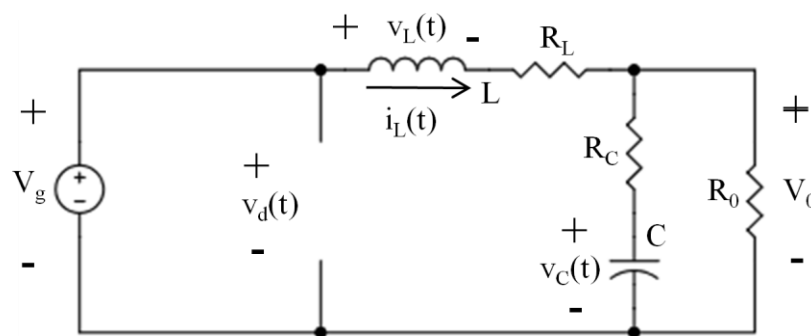 + v_L(t) -
R_L
i_L(t)
L
+
V_g
-
+
v_d(t)
-
R_C
+
v_C(t)
-
C
R_0
+
V_0
-
+
-